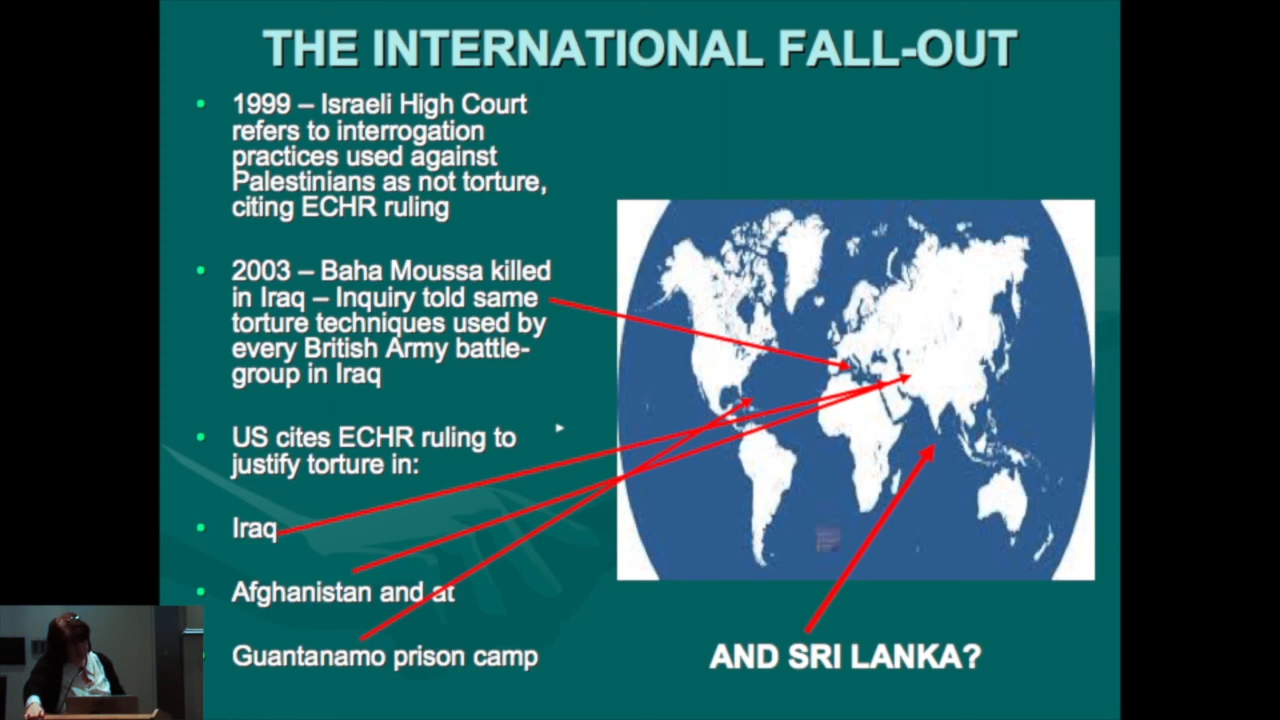 THE INTERNATIONAL FALL-OUT
1999 – Israeli High Court
refers to interrogation
practices used against
Palestinians as not torture,
citing ECHR ruling
2003 – Baha Moussa killed
in Iraq – Inquiry told same
torture techniques used by
every British Army battle-
group in Iraq
US cites ECHR ruling to
justify torture in:
Iraq
Afghanistan and at
Guantanamo prison camp
AND SRI LANKA?